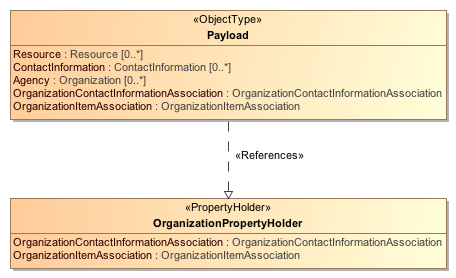 «ObjectType»
Payload
Resource : Resource [0..*]
ContactInformation : ContactInformation [0..*]
Agency : Organization [0..*]
OrganizationContactInformationAssociation : OrganizationContactInformationAssociation
OrganizationItemAssociation : OrganizationItemAssociation
«References»
«PropertyHolder»
OrganizationPropertyHolder
OrganizationContactInformationAssociation : OrganizationContactInformationAssociation
OrganizationItemAssociation : OrganizationItemAssociation